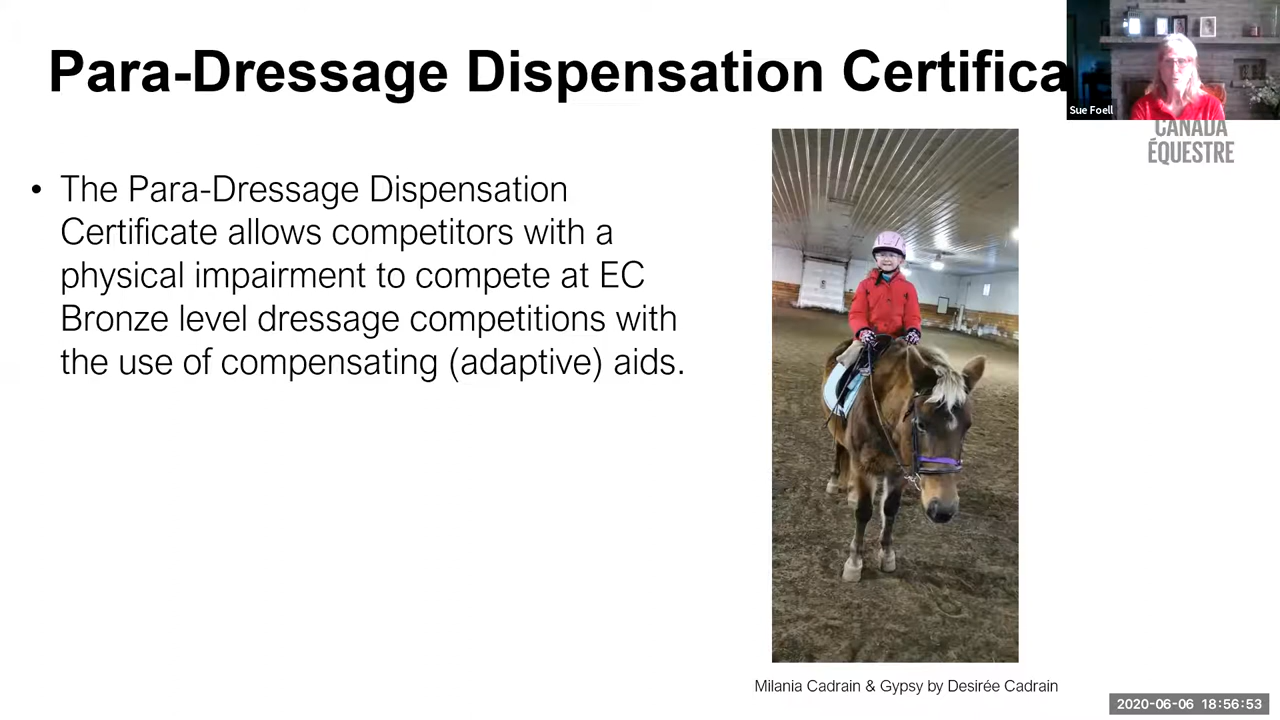 Para-Dressage Dispensation Certifica
Sue Foell
CANADA
ÉQUESTRE
• The Para-Dressage Dispensation
Certificate allows competitors with a
physical impairment to compete at EC
Bronze level dressage competitions with
the use of compensating (adaptive) aids.
Milania Cadrain & Gypsy by Desirée Cadrain
2020-06-06 18:56:53